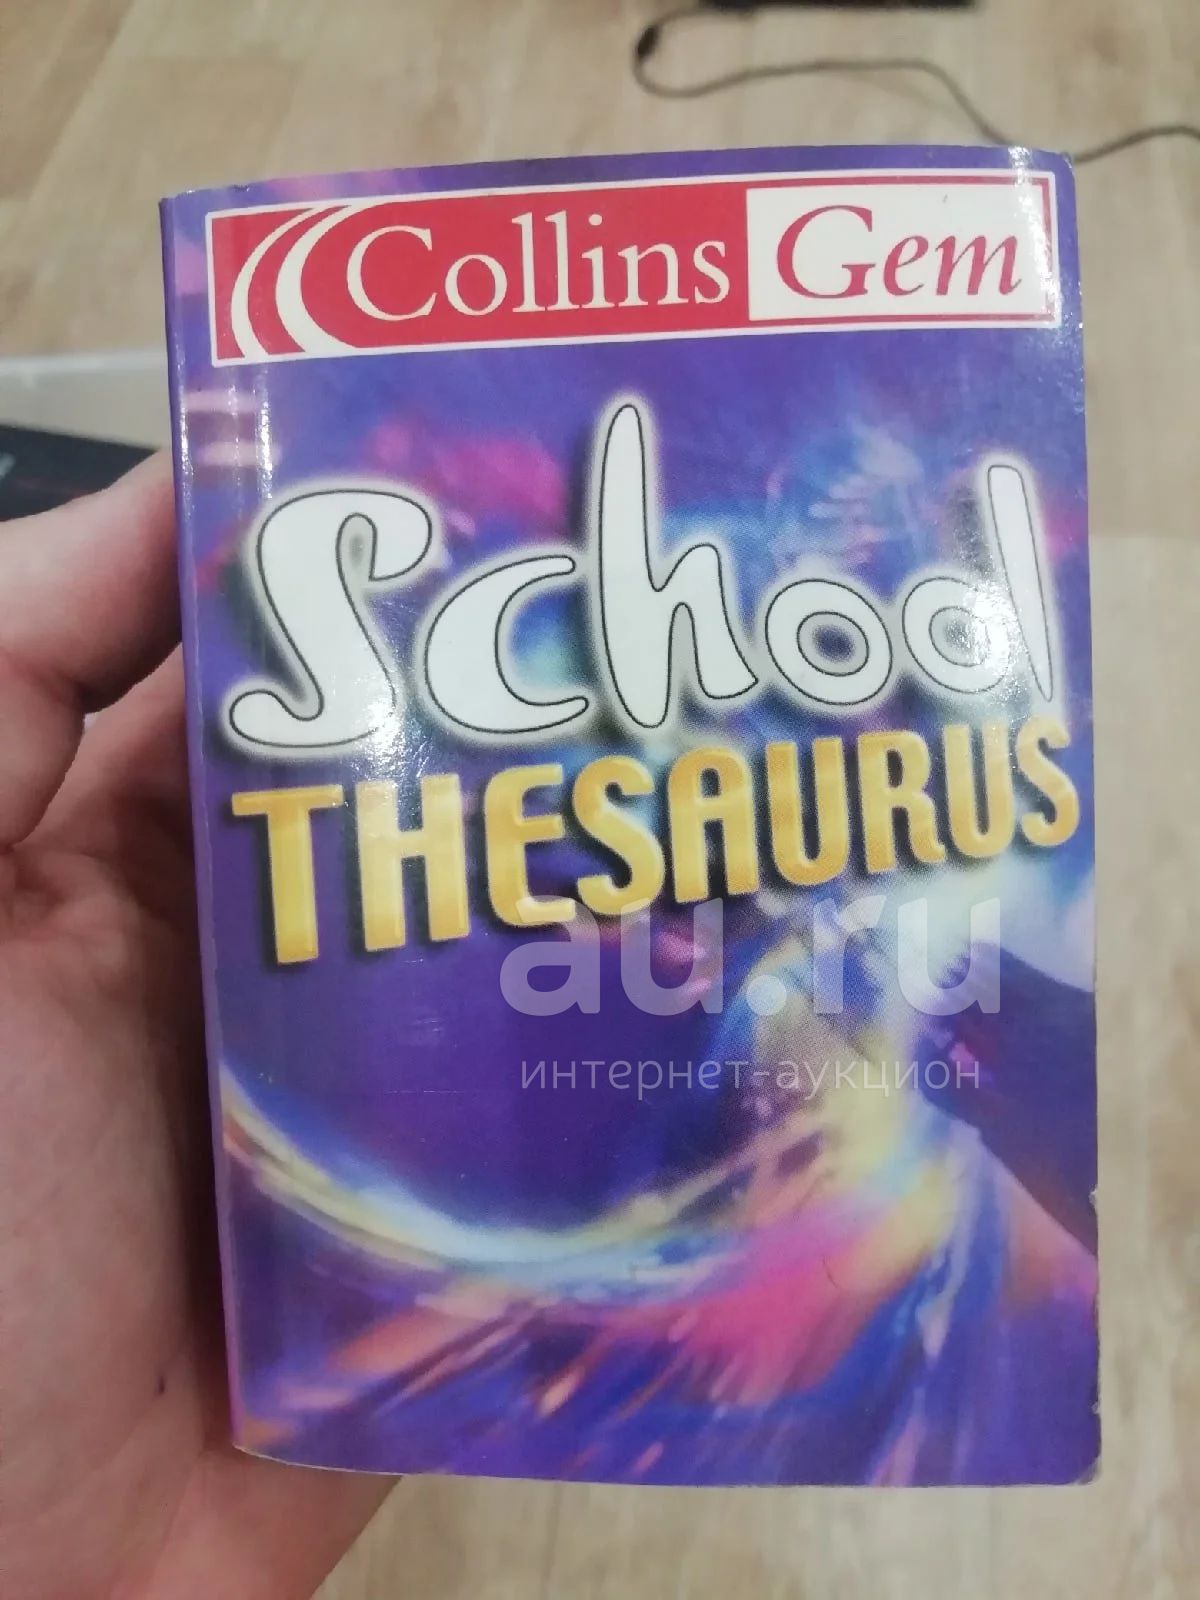 Collins Gem
School
THESAURUS
au.ru
интернет-аукцион